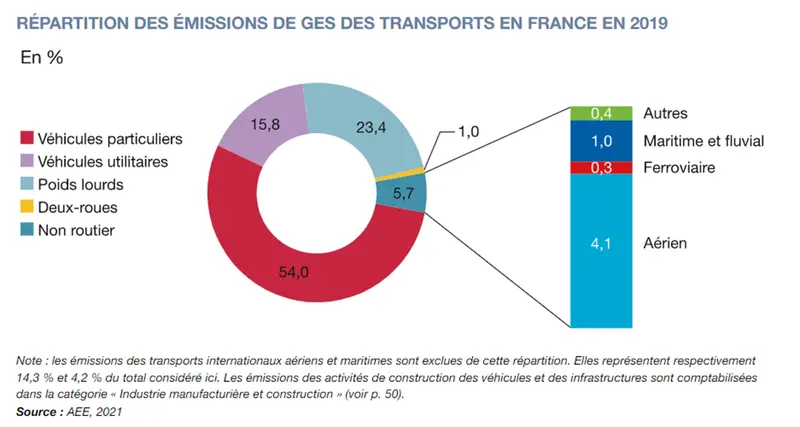 RÉPARTITION DES ÉMISSIONS DE GES DES TRANSPORTS EN FRANCE EN 2019
En %
Véhicules particuliers
Véhicules utilitaires
Poids lourds
Deux-roues
Non routier
15,8
23,4
1,0
5,7
54,0
0,4
Autres
1,0
Maritime et fluvial
0,3
Ferroviaire
4,1
Aérien
Note : les émissions des transports internationaux aériens et maritimes sont exclues de cette répartition. Elles représentent respectivement
14,3 % et 4,2 % du total considéré ici. Les émissions des activités de construction des véhicules et des infrastructures sont comptabilisées
dans la catégorie « Industrie manufacturière et construction » (voir p. 50).
Source : AEE, 2021